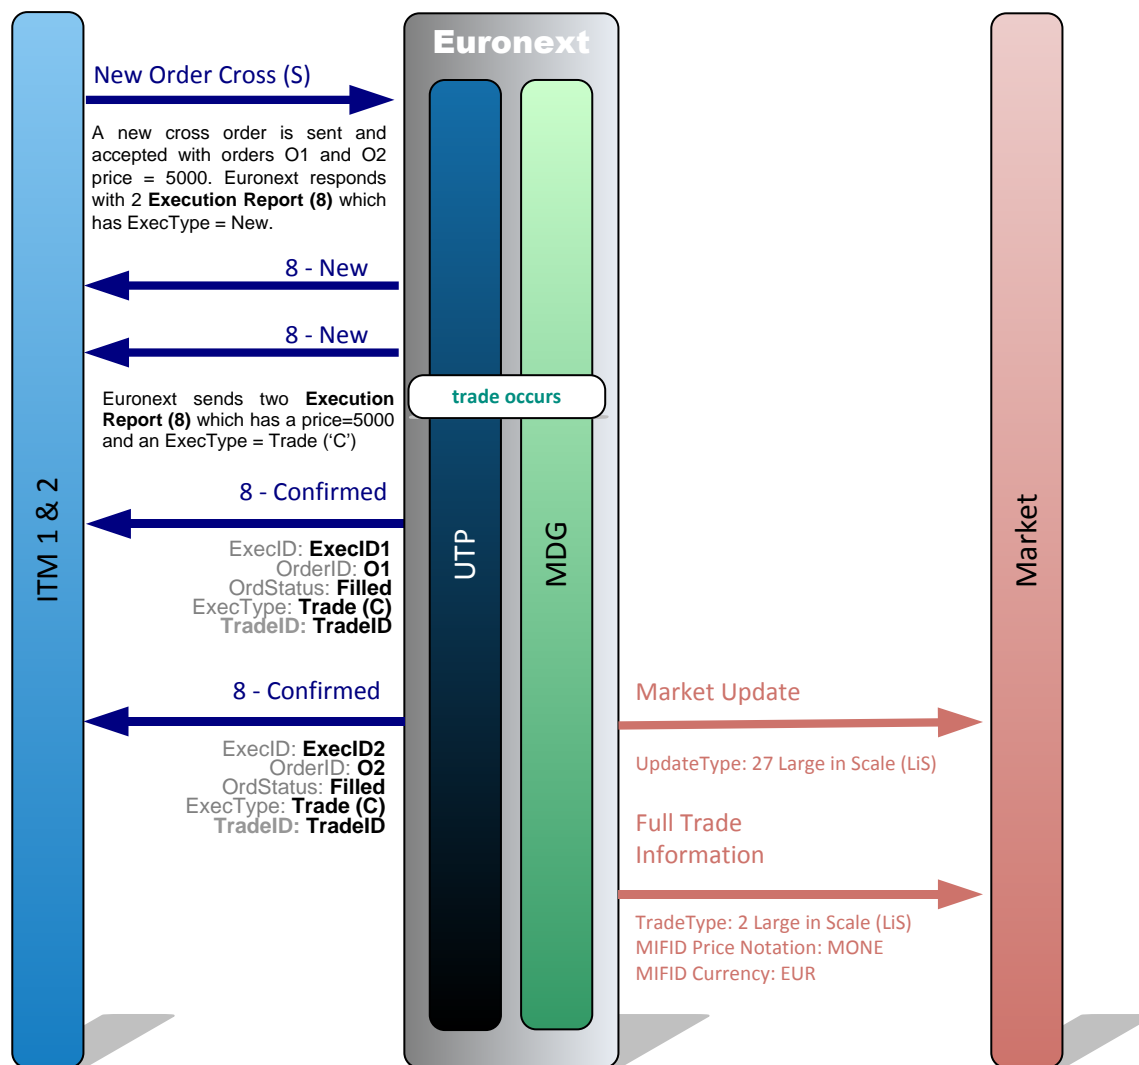 Euronext
New Order Cross (S)
A new cross order is sent and
accepted with orders O1 and O2
price = 5000. Euronext responds
with 2 Execution Report (8) which
has ExecType = New.
8 - New
8 - New
trade occurs
Euronext sends two Execution
Report (8) which has a price=5000
and an ExecType = Trade (‘C’)
ITM 1 & 2
UTP
MDG
Market
8 - Confirmed
ExecID: ExecID1
OrderID: O1
OrdStatus: Filled
ExecType: Trade (C)
TradeID: TradeID
8 - Confirmed
ExecID: ExecID2
OrderID: O2
OrdStatus: Filled
ExecType: Trade (C)
TradeID: TradeID
Market Update
UpdateType: 27 Large in Scale (LiS)
Full Trade
Information
TradeType: 2 Large in Scale (LiS)
MIFID Price Notation: MONE
MIFID Currency: EUR